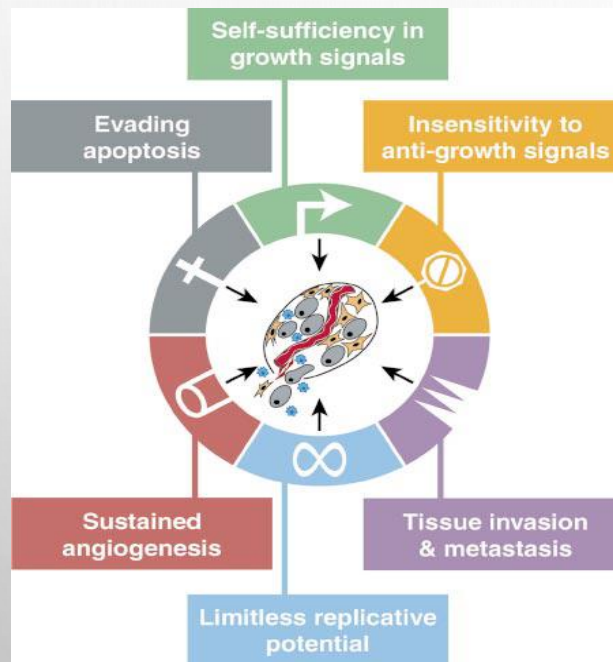 Self-sufficiency in
growth signals
Evading
apoptosis
Insensitivity to
anti-growth signals
Sustained
angiogenesis
Tissue invasion
& metastasis
Limitless replicative
potential